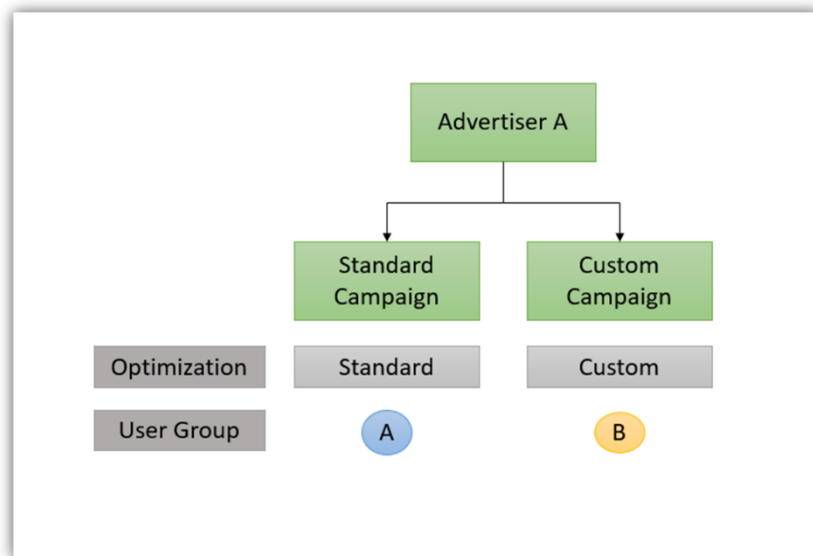 Advertiser A
Standard
Campaign
Custom
Campaign
Optimization
Standard
Custom
User Group
A
B